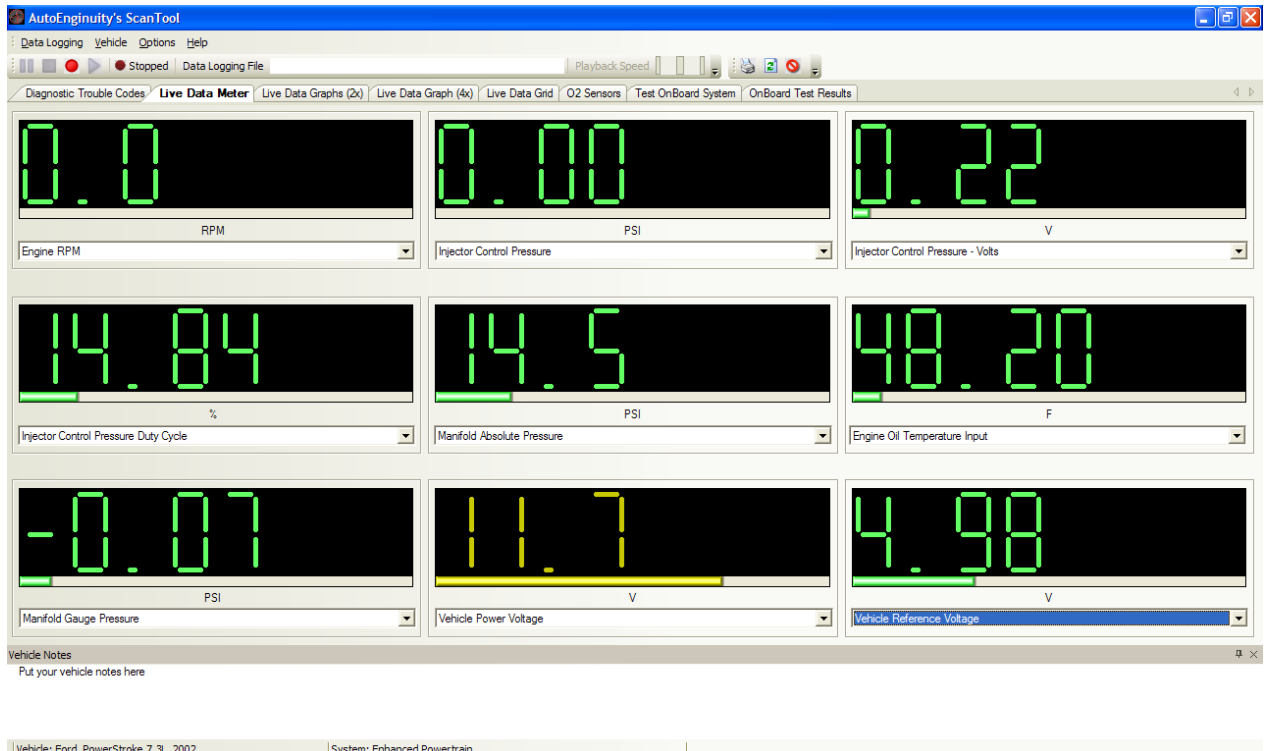 AutoEnginuity's ScanTool
Data Logging Vehicle Options Help
Stopped Data Logging File Playback Speed
Diagnostic Trouble Codes Live Data Meter Live Data Graphs (2x) Live Data Graph (4x) Live Data Grid O2 Sensors Test OnBoard System OnBoard Test Results
0.0 0.00 0.22
RPM PSI V
Engine RPM Injector Control Pressure Injector Control Pressure - Volts
14.84 14.5 48.20
% PSI F
Injector Control Pressure Duty Cycle Manifold Absolute Pressure Engine Oil Temperature Input
-0.07 11.7 4.98
PSI V V
Manifold Gauge Pressure Vehicle Power Voltage Vehicle Reference Voltage
Vehicle Notes
Put your vehicle notes here
Vehicle: Ford, PowerStroke 7.3L, 2002 System: Enhanced Powertrain